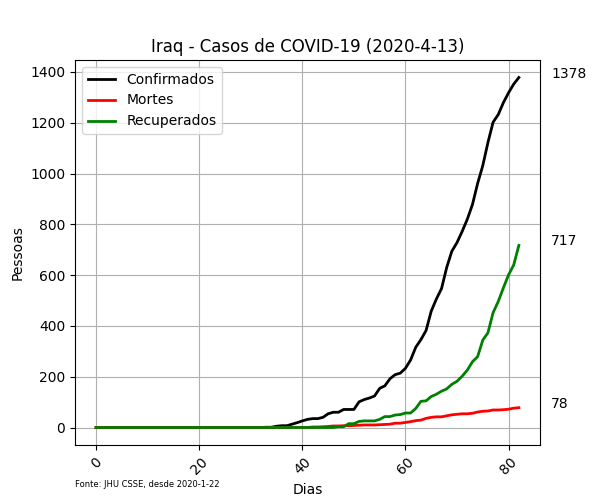 Iraq - Casos de COVID-19 (2020-4-13)
Confirmados
Mortes
Recuperados
1400
1200
1000
800
600
400
200
0
Pessoas
1378
717
78
0
20
40
60
80
Dias
Fonte: JHU CSSE, desde 2020-1-22